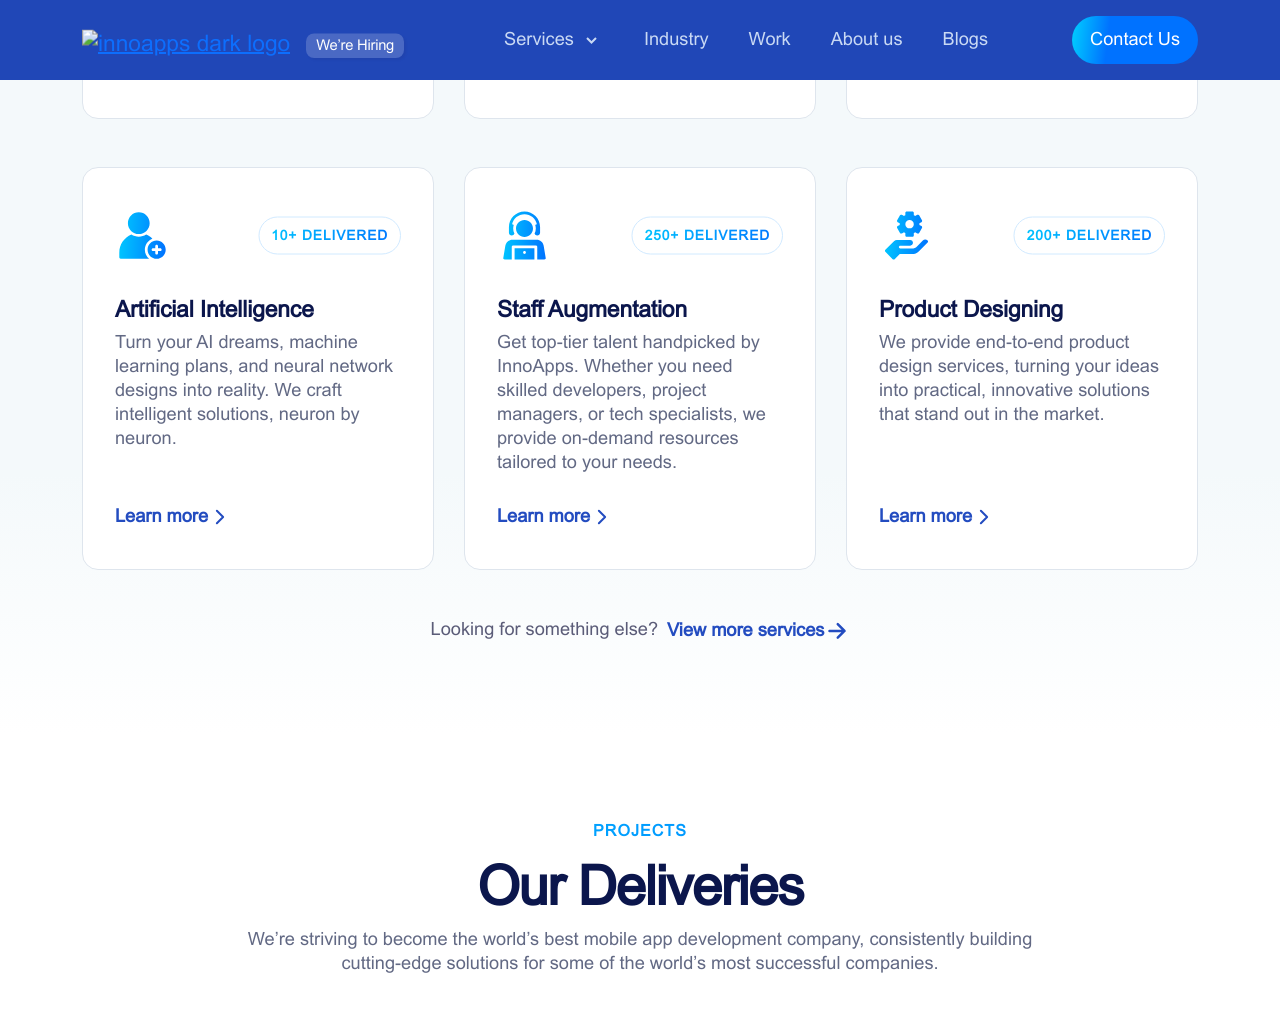 innoapps dark logo
We're Hiring
Services
Industry
Work
About us
Blogs
Contact Us
10+ DELIVERED
Artificial Intelligence
Turn your AI dreams, machine
learning plans, and neural network
designs into reality. We craft
intelligent solutions, neuron by
neuron.
Learn more
250+ DELIVERED
Staff Augmentation
Get top-tier talent handpicked by
InnoApps. Whether you need
skilled developers, project
managers, or tech specialists, we
provide on-demand resources
tailored to your needs.
Learn more
200+ DELIVERED
Product Designing
We provide end-to-end product
design services, turning your ideas
into practical, innovative solutions
that stand out in the market.
Learn more
Looking for something else? View more services
PROJECTS
Our Deliveries
We’re striving to become the world’s best mobile app development company, consistently building
cutting-edge solutions for some of the world’s most successful companies.